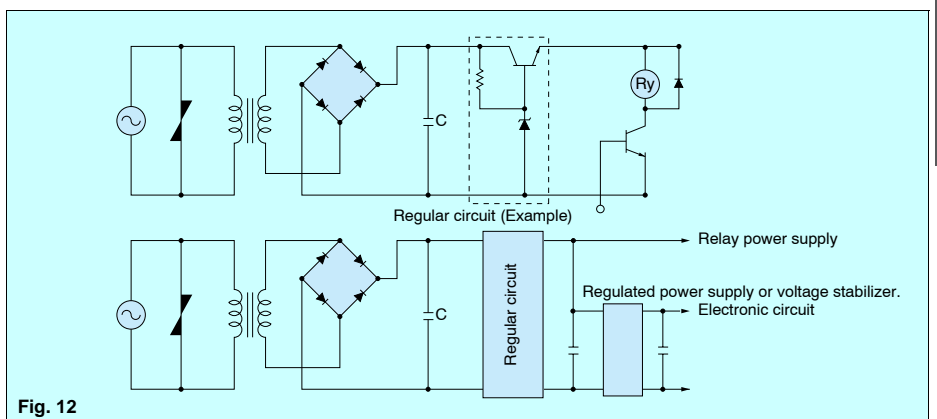 C
Ry
Regular circuit (Example)
Relay power supply
C
Regular circuit
Regulated power supply or voltage stabilizer.
Electronic circuit
Fig. 12